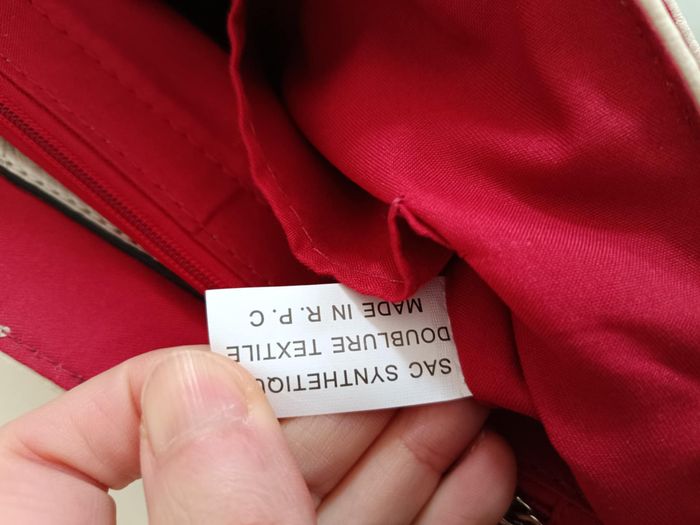 SAC SYNTHETIQU
DOUBLURE TEXTILE
MADE IN R.P.C